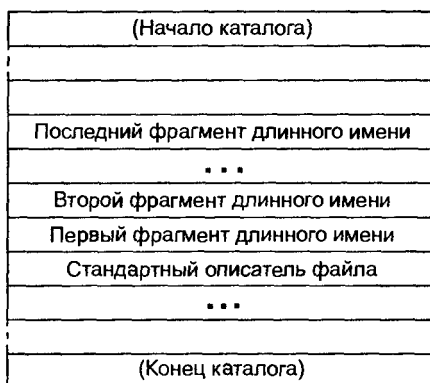 (Начало каталога)
Последний фрагмент длинного имени
...
Второй фрагмент длинного имени
Первый фрагмент длинного имени
Стандартный описатель файла
...
(Конец каталога)